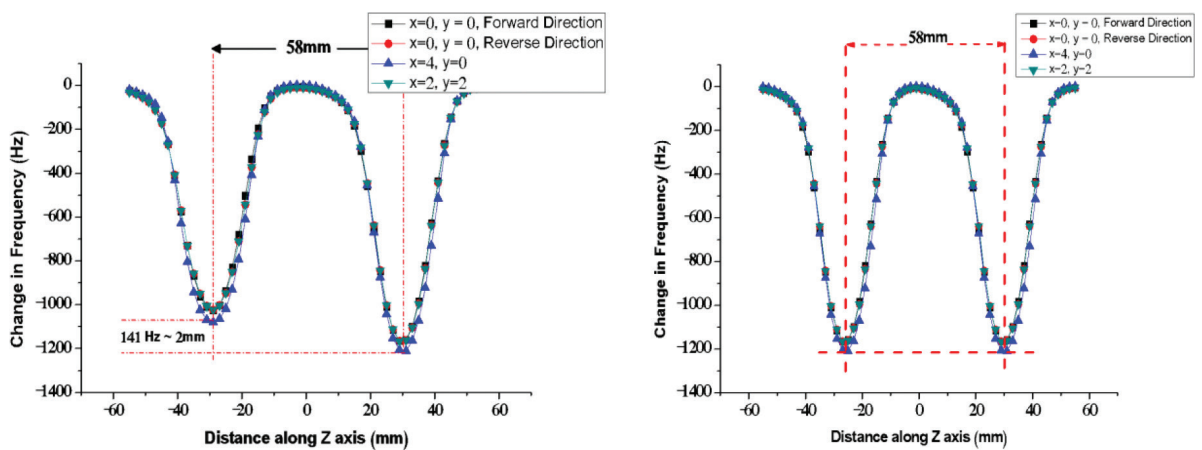 x=0, y = 0, Forward Direction
x=0, y = 0, Reverse Direction
x=4, y=0
x=2, y=2
58mm
0
-200
-400
-600
-800
-1000
-1200
-1400
Change in Frequency (Hz)
141 Hz ~ 2mm
-60
-40
-20
0
20
40
60
Distance along Z axis (mm)
x=0, y=0, Forward Direction
x=0, y=0, Reverse Direction
x=4, y=0
x=2, y=2
58mm
0
-200
-400
-600
-800
-1000
-1200
-1400
Change in Frequency (Hz)
-60
-40
-20
0
20
40
60
Distance along Z axis (mm)